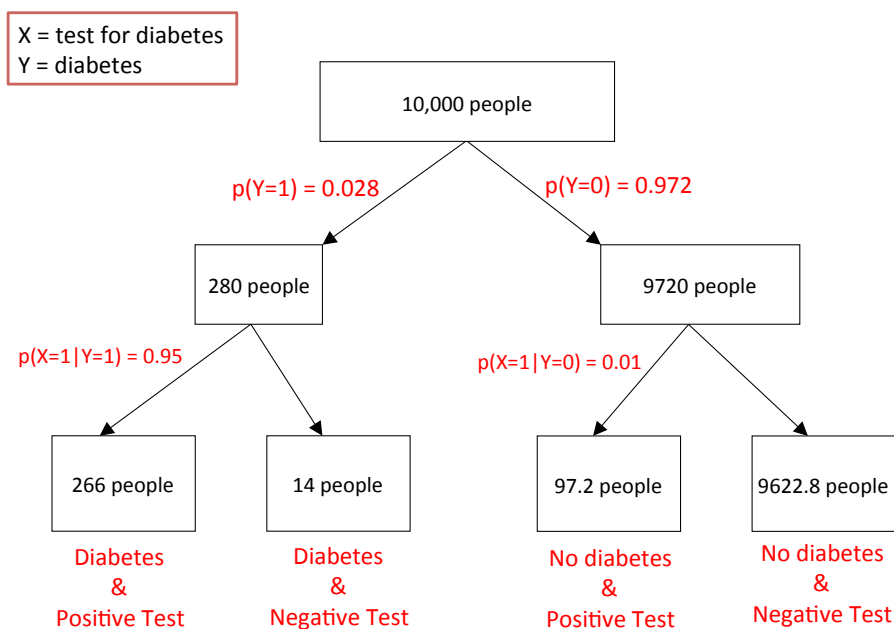 X = test for diabetes
Y = diabetes
10,000 people
p(Y=1) = 0.028
p(Y=0) = 0.972
280 people
9720 people
p(X=1|Y=1) = 0.95
p(X=1|Y=0) = 0.01
266 people
14 people
97.2 people
9622.8 people
Diabetes
&
Positive Test
Diabetes
&
Negative Test
No diabetes
&
Positive Test
No diabetes
&
Negative Test